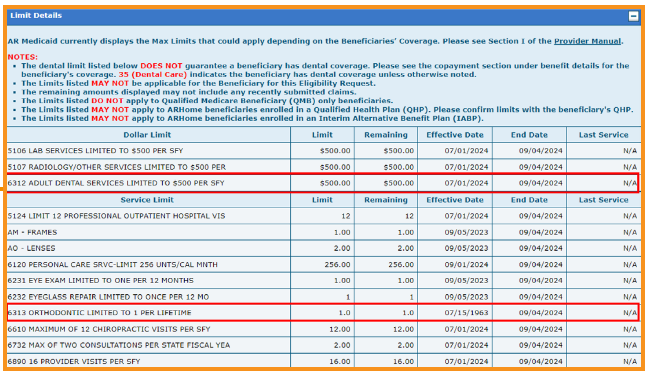 Limit Details
AR Medicaid currently displays the Max Limits that could apply depending on the Beneficiaries' Coverage. Please see Section 1 of the Provider Manual.
NOTES:
• The dental limit listed below DOES NOT guarantee a beneficiary has dental coverage. Please see the copayment section under benefit details for the
beneficiary's coverage. 35 (Dental Care) indicates the beneficiary has dental coverage unless otherwise noted.
• The Limits listed MAY NOT be applicable for the Beneficiary for this Eligibility Request.
• The remaining amounts displayed may not include any recently submitted claims.
• The Limits listed DO NOT apply to Qualified Medicare Beneficiary (QMB) only beneficiaries.
• The Limits listed MAY NOT apply to ARHome beneficiaries enrolled in a Qualified Health Plan (QHP). Please confirm limits with the beneficiary's QHP.
• The Limits listed MAY NOT apply to ARHome beneficiaries enrolled in an Interim Alternative Benefit Plan (IABP).
Dollar Limit Limit Remaining Effective Date End Date Last Service
5106 LAB SERVICES LIMITED TO $500 PER SFY $500.00 $500.00 07/01/2024 09/04/2024 N/A
5107 RADIOLOGY/OTHER SERVICES LIMITED TO $500 PER $500.00 $500.00 07/01/2024 09/04/2024 N/A
6312 ADULT DENTAL SERVICES LIMITED TO $500 PER SFY $500.00 $500.00 07/01/2024 09/04/2024 N/A
Service Limit Limit Remaining Effective Date End Date Last Service
5124 LIMIT 12 PROFESSIONAL OUTPATIENT HOSPITAL VIS 12 12 07/01/2024 09/04/2024 N/A
AM - FRAMES 1.00 1.00 09/05/2023 09/04/2024 N/A
AO - LENSES 2.00 2.00 09/05/2023 09/04/2024 N/A
6120 PERSONAL CARE SRVC-LIMIT 256 UNTS/CAL MNTH 256.00 256.00 09/01/2024 09/04/2024 N/A
6231 EYE EXAM LIMITED TO ONE PER 12 MONTHS 1.00 1.00 09/05/2023 09/04/2024 N/A
6232 EYEGLASS REPAIR LIMITED TO ONCE PER 12 MO 1 1 09/05/2023 09/04/2024 N/A
6313 ORTHODONTIC LIMITED TO 1 PER LIFETIME 1.0 1.0 07/15/1963 09/04/2024 N/A
6610 MAXIMUM OF 12 CHIROPRACTIC VISITS PER SFY 12.00 12.00 07/01/2024 09/04/2024 N/A
6732 MAX OF TWO CONSULTATIONS PER STATE FISCAL YEA 2.00 2.00 07/01/2024 09/04/2024 N/A
6890 16 PROVIDER VISITS PER SFY 16.00 16.00 07/01/2024 09/04/2024 N/A